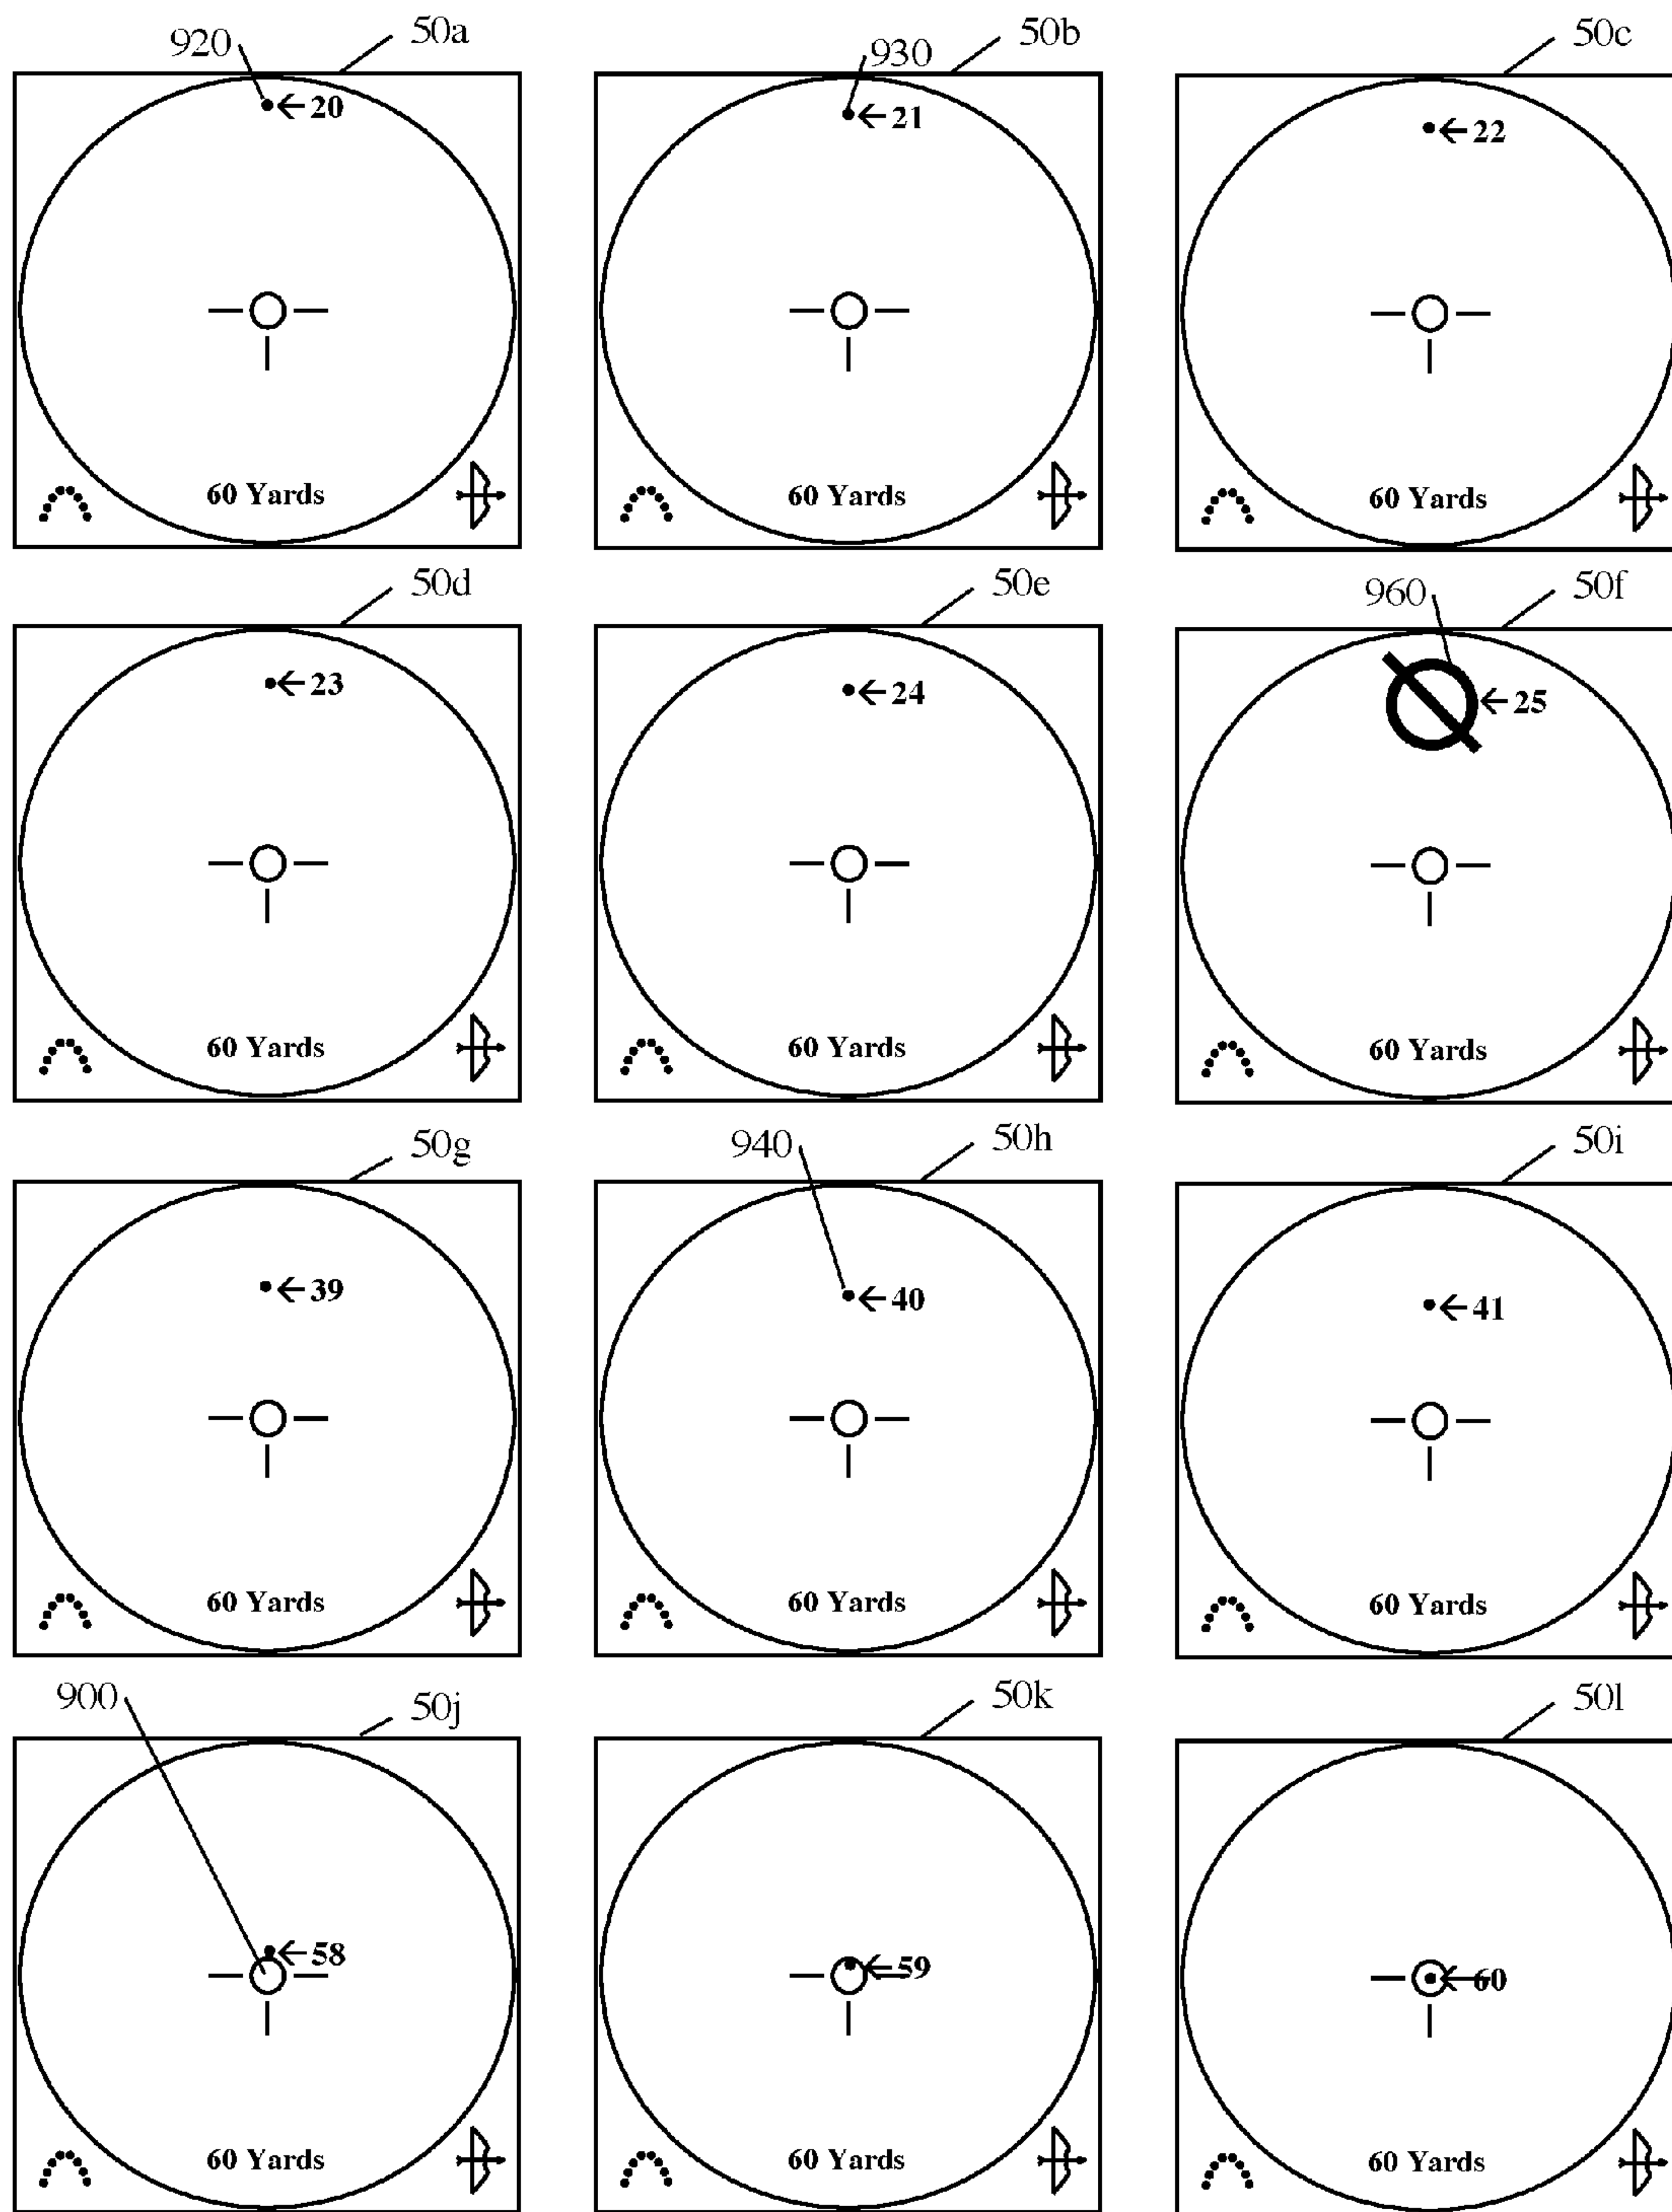 920 50a 930 50b 50c
←20 ←21 ←22
60 Yards 60 Yards 60 Yards
50d 50e 960 50f
←23 ←24 ←25
60 Yards 60 Yards 60 Yards
50g 940 50h 50i
←39 ←40 ←41
60 Yards 60 Yards 60 Yards
900 50j 50k 50l
←58 ←59 ←60
60 Yards 60 Yards 60 Yards